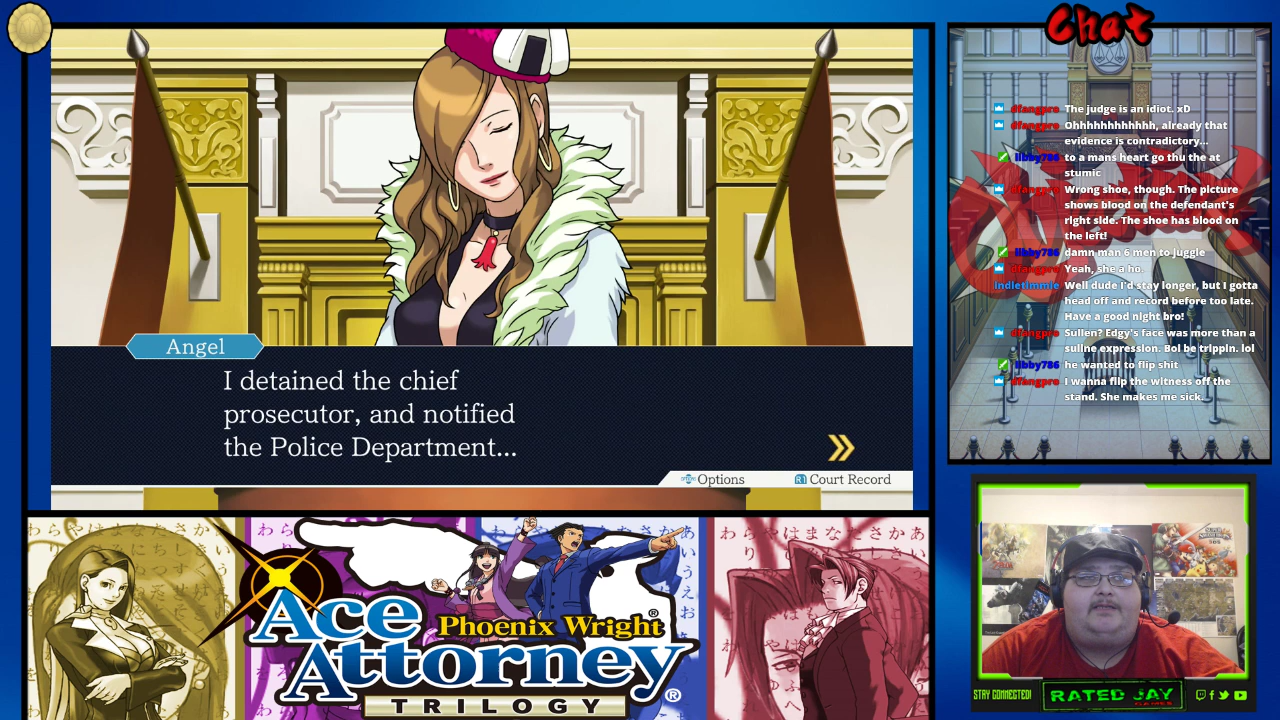 Chat
Angel
I detained the chief
prosecutor, and notified
the Police Department...
Options
R1 Court Record
dfangpro The judge is an idiot. xD
dfangpro Ohhhhhhhhhhh, already that
evidence is contradictory...
libby786 to a mans heart go thu the at
stumic
dfangpro Wrong shoe, though. The picture
shows blood on the defendant's
right side. The shoe has blood on
the left!
libby786 damn man 6 men to juggle
dfangpro Yeah, she a ho.
indietimmie Well dude I'd stay longer, but I gotta
head off and record before too late.
Have a good night bro!
dfangpro Sullen? Edgy's face was more than a
sullne expression. Boi be trippin. lol
libby786 he wanted to flip shit
dfangpro I wanna flip the witness off the
stand. She makes me sick.
Phoenix Wright®
Ace
Attorney®
TRILOGY
STAY CONNECTED!
RATED JAY
GAMES